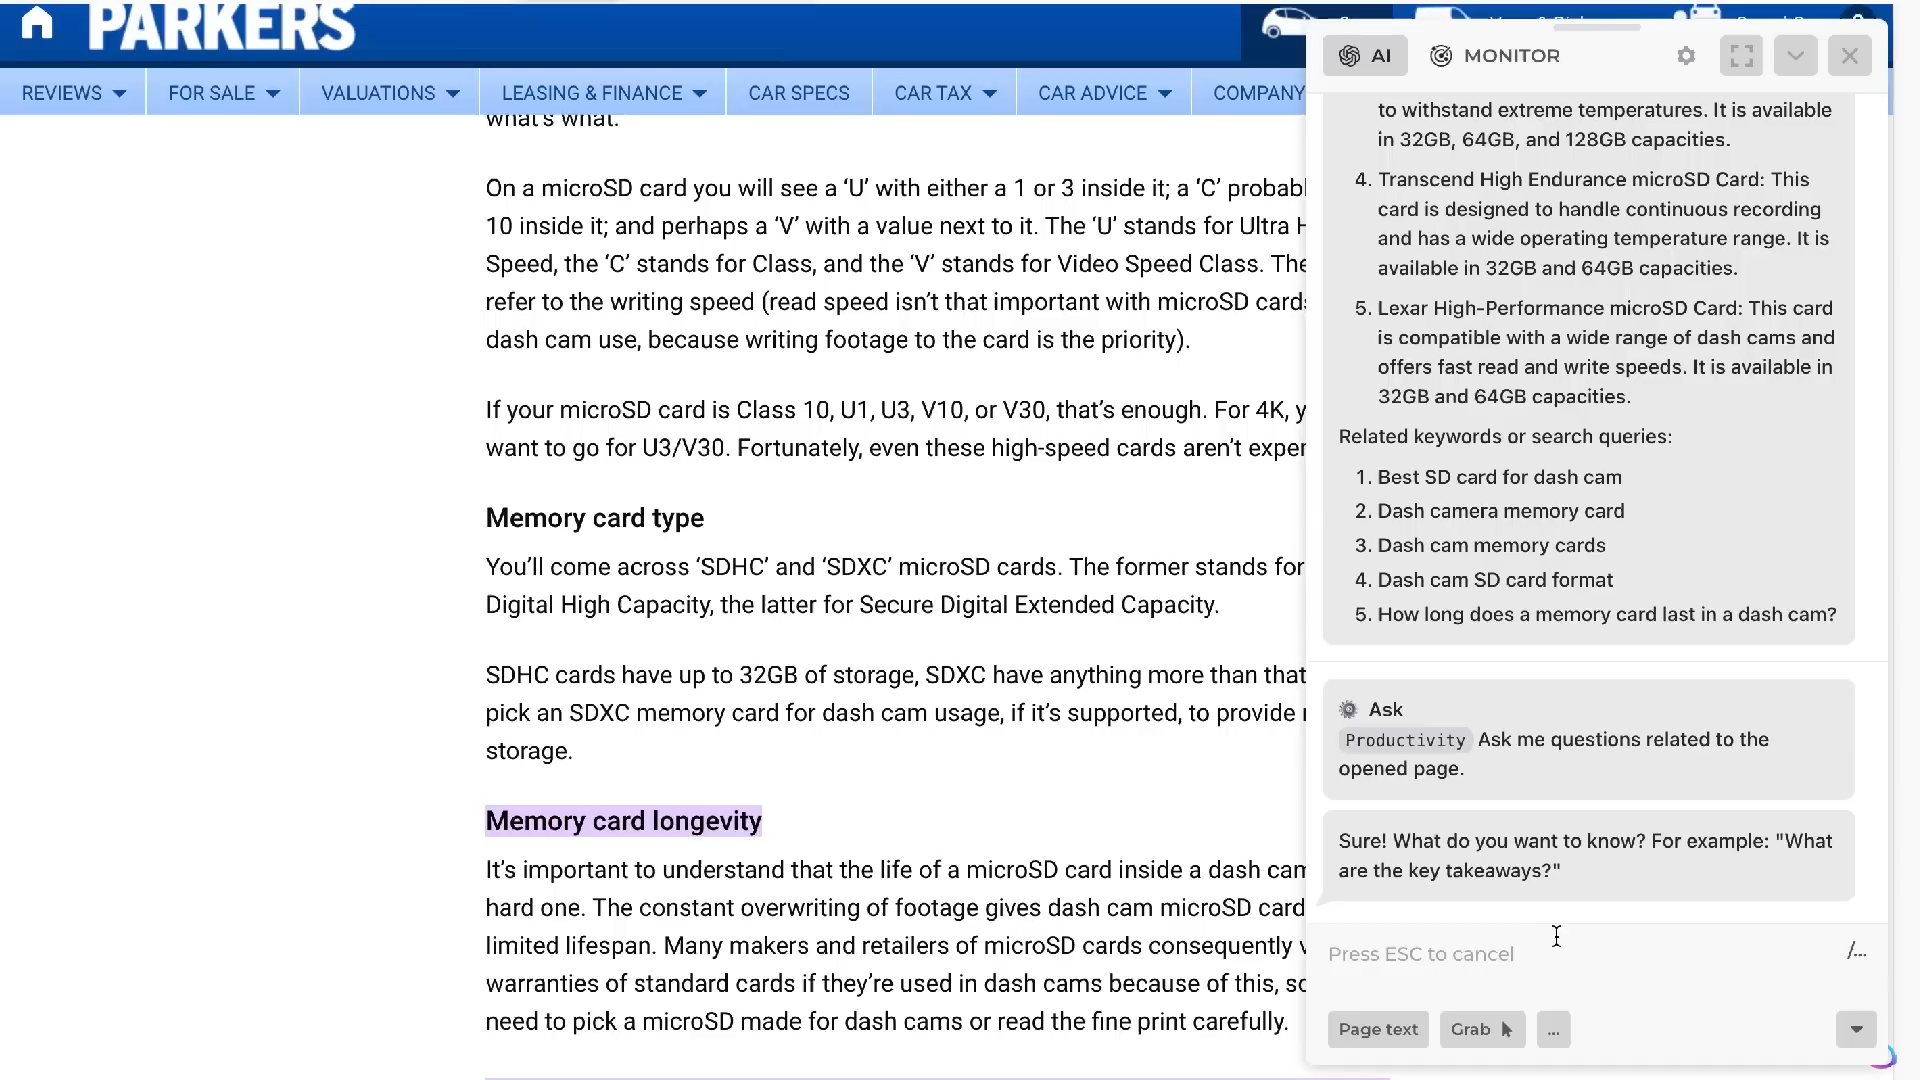 PARKERS
REVIEWS
FOR SALE
VALUATIONS
LEASING & FINANCE
CAR SPECS
CAR TAX
CAR ADVICE
COMPANY
what's what.
On a microSD card you will see a ‘U’ with either a 1 or 3 inside it; a ‘C’
10 inside it; and perhaps a ‘V’ with a value next to it. The ‘U’ stands for Ultra
Speed, the ‘C’ stands for Class, and the ‘V’ stands for Video Speed Class.
refer to the writing speed (read speed isn’t that important with microSD
dash cam use, because writing footage to the card is the priority).
If your microSD card is Class 10, U1, U3, V10, or V30, that’s enough. For 4K,
want to go for U3/V30. Fortunately, even these high-speed cards aren’t
Memory card type
You’ll come across ‘SDHC’ and ‘SDXC’ microSD cards. The former stands for
Digital High Capacity, the latter for Secure Digital Extended Capacity.
SDHC cards have up to 32GB of storage, SDXC have anything more than that
pick an SDXC memory card for dash cam usage, if it’s supported, to provide
storage.
Memory card longevity
It’s important to understand that the life of a microSD card inside a dash cam
hard one. The constant overwriting of footage gives dash cam microSD card
limited lifespan. Many makers and retailers of microSD cards consequently
warranties of standard cards if they’re used in dash cams because of this,
need to pick a microSD made for dash cams or read the fine print carefully.
AI
MONITOR
to withstand extreme temperatures. It is available
in 32GB, 64GB, and 128GB capacities.
4. Transcend High Endurance microSD Card: This
card is designed to handle continuous recording
and has a wide operating temperature range. It is
available in 32GB and 64GB capacities.
5. Lexar High-Performance microSD Card: This card
is compatible with a wide range of dash cams and
offers fast read and write speeds. It is available in
32GB and 64GB capacities.
Related keywords or search queries:
1. Best SD card for dash cam
2. Dash camera memory card
3. Dash cam memory cards
4. Dash cam SD card format
5. How long does a memory card last in a dash cam?
Ask
Productivity Ask me questions related to the
opened page.
Sure! What do you want to know? For example: "What
are the key takeaways?"
Press ESC to cancel
/...
Page text
Grab
...